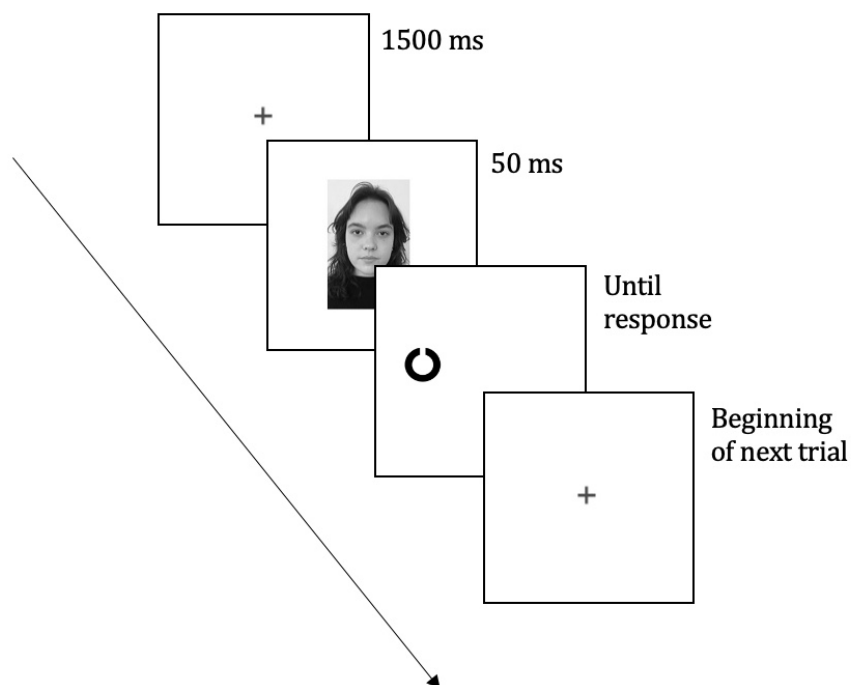 1500 ms
50 ms
Until
response
Beginning
of next trial